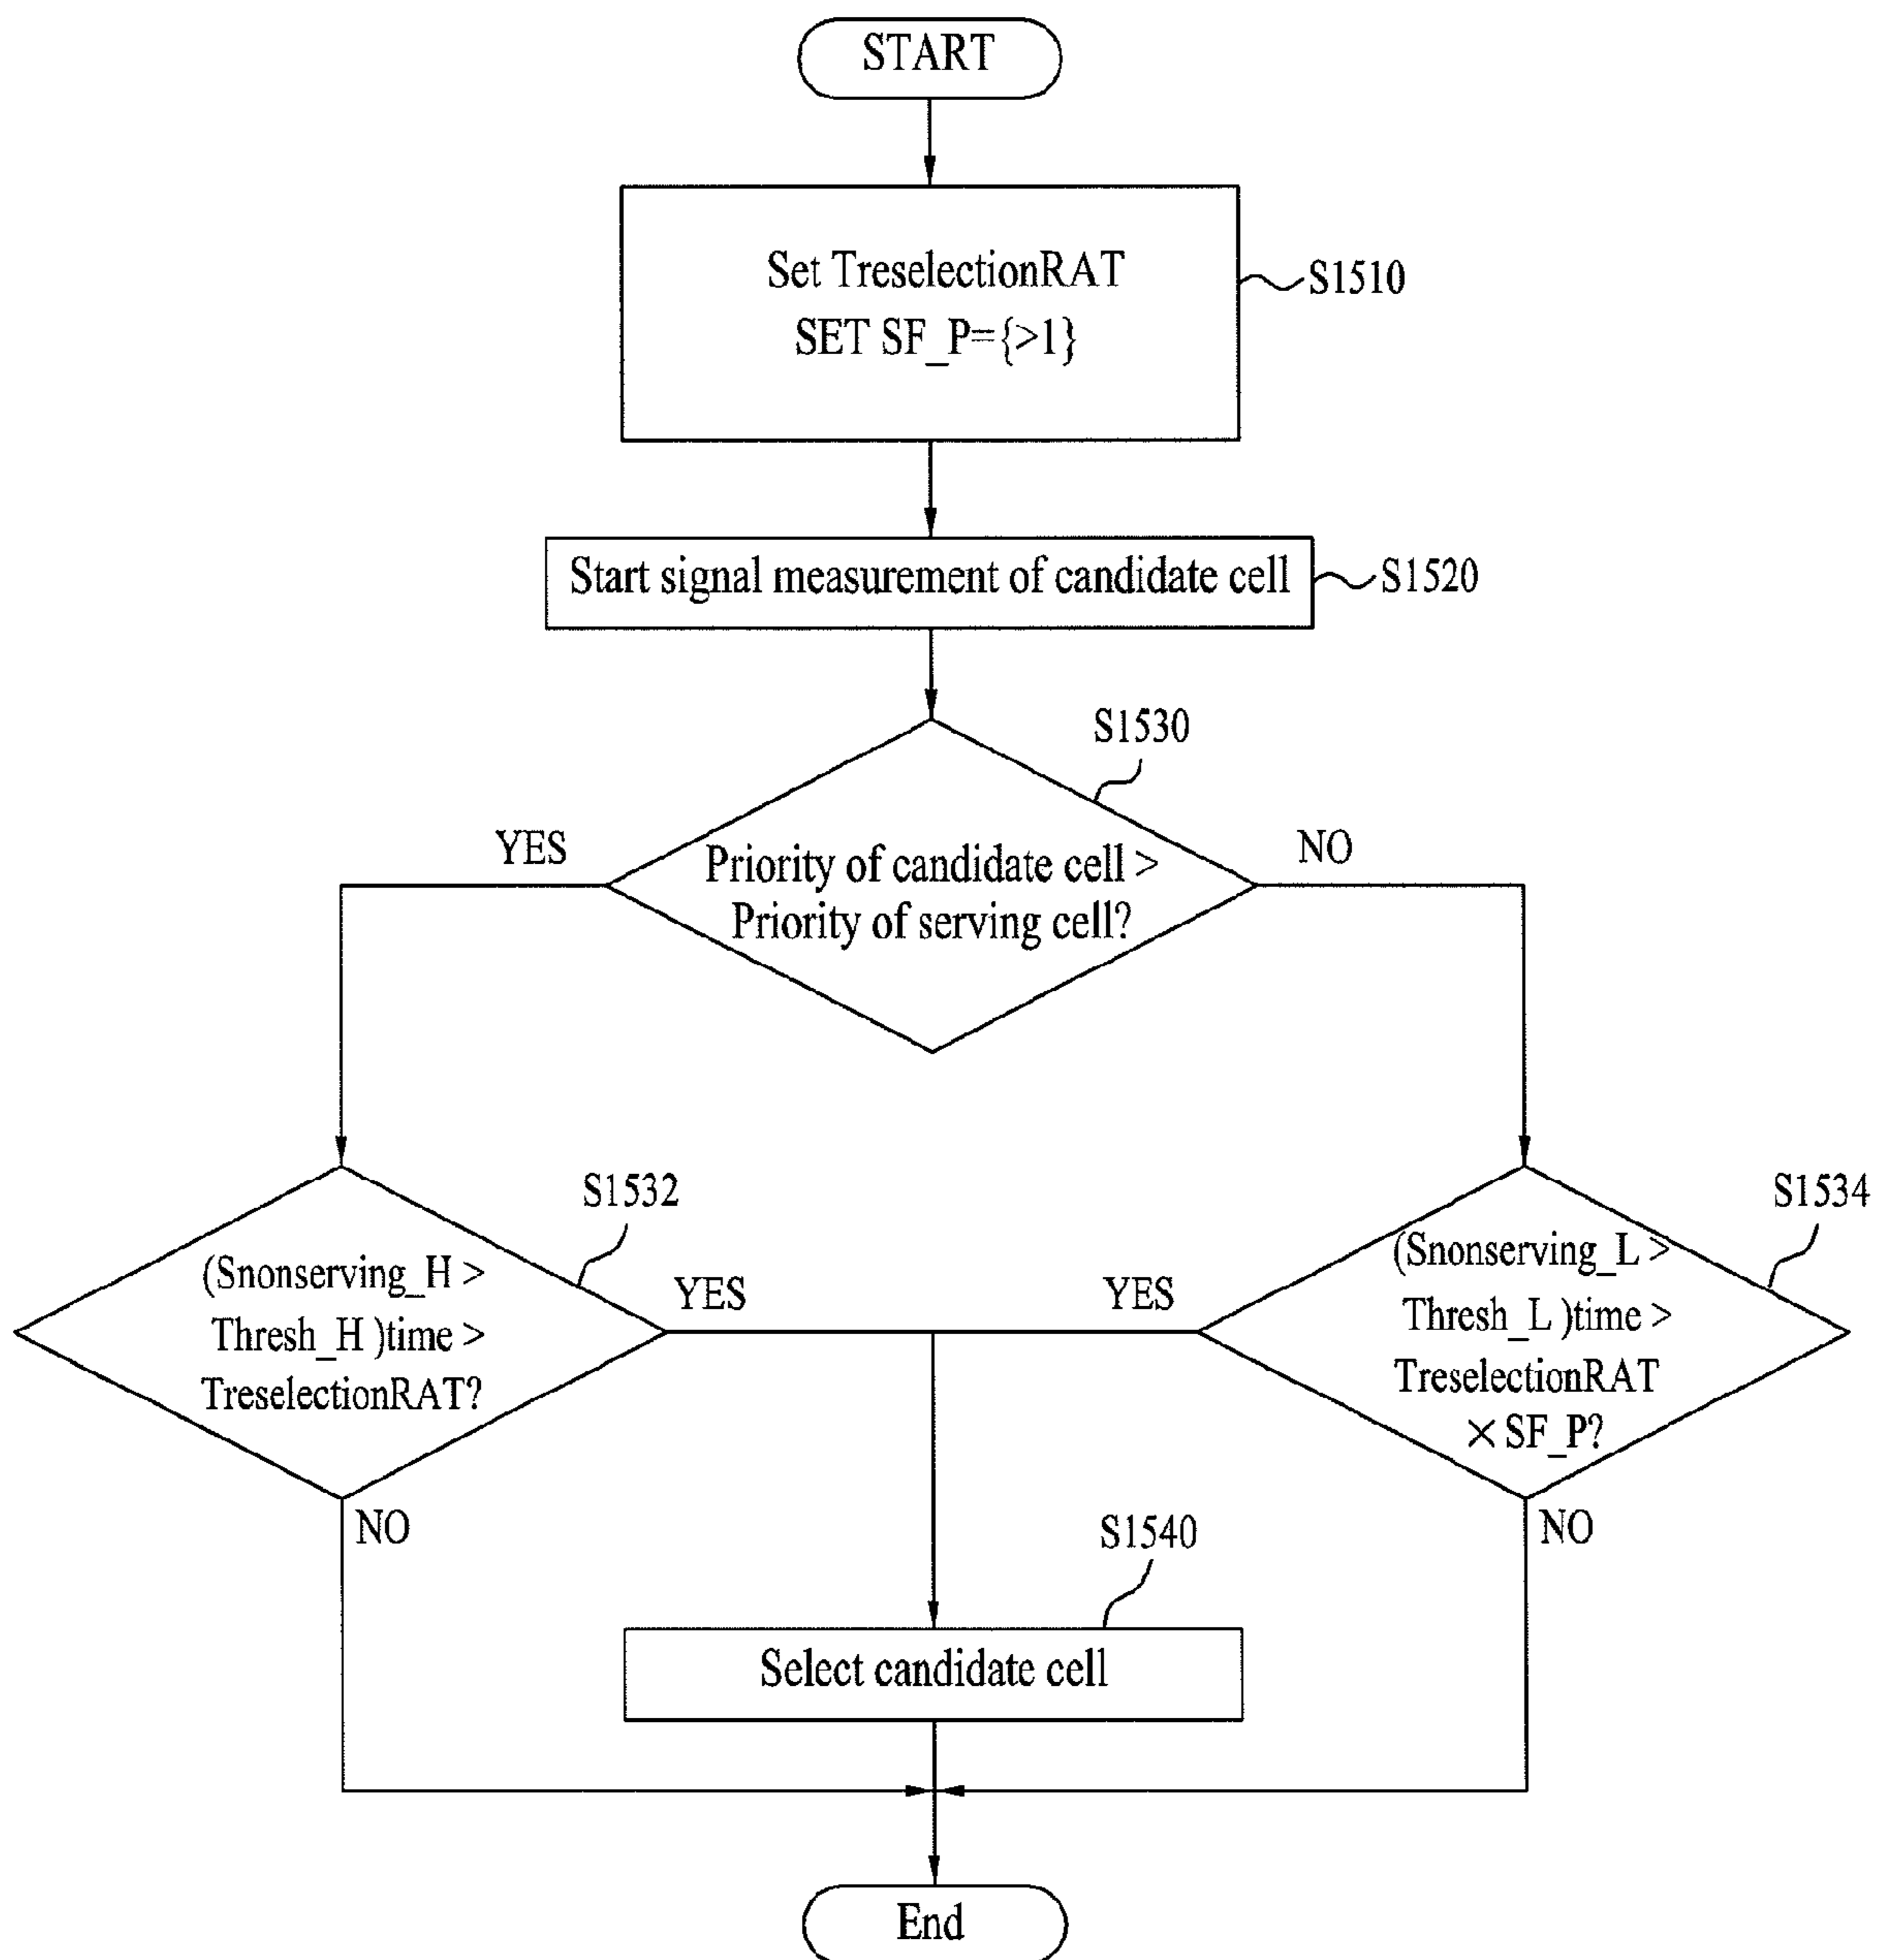 START
Set TreselectionRAT
SET SF_P={>1}
S1510
Start signal measurement of candidate cell
S1520
S1530
YES
NO
Priority of candidate cell >
Priority of serving cell?
S1532
S1534
(Snonserving_H >
Thresh_H )time >
TreselectionRAT?
YES
YES
(Snonserving_L >
Thresh_L )time >
TreselectionRAT
× SF_P?
NO
NO
S1540
Select candidate cell
End